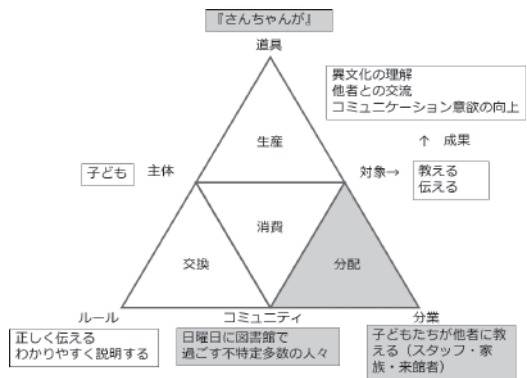 『さんちゃんが』
道具
異文化の理解
他者との交流
コミュニケーション意欲の向上
生産
↑ 成果
子ども
主体
対象→
教える
伝える
消費
交換
分配
ルール
コミュニティ
分業
正しく伝える
わかりやすく説明する
日曜日に図書館で
過ごす不特定多数の人々
子どもたちが他者に教
える（スタッフ・家
族・来館者）